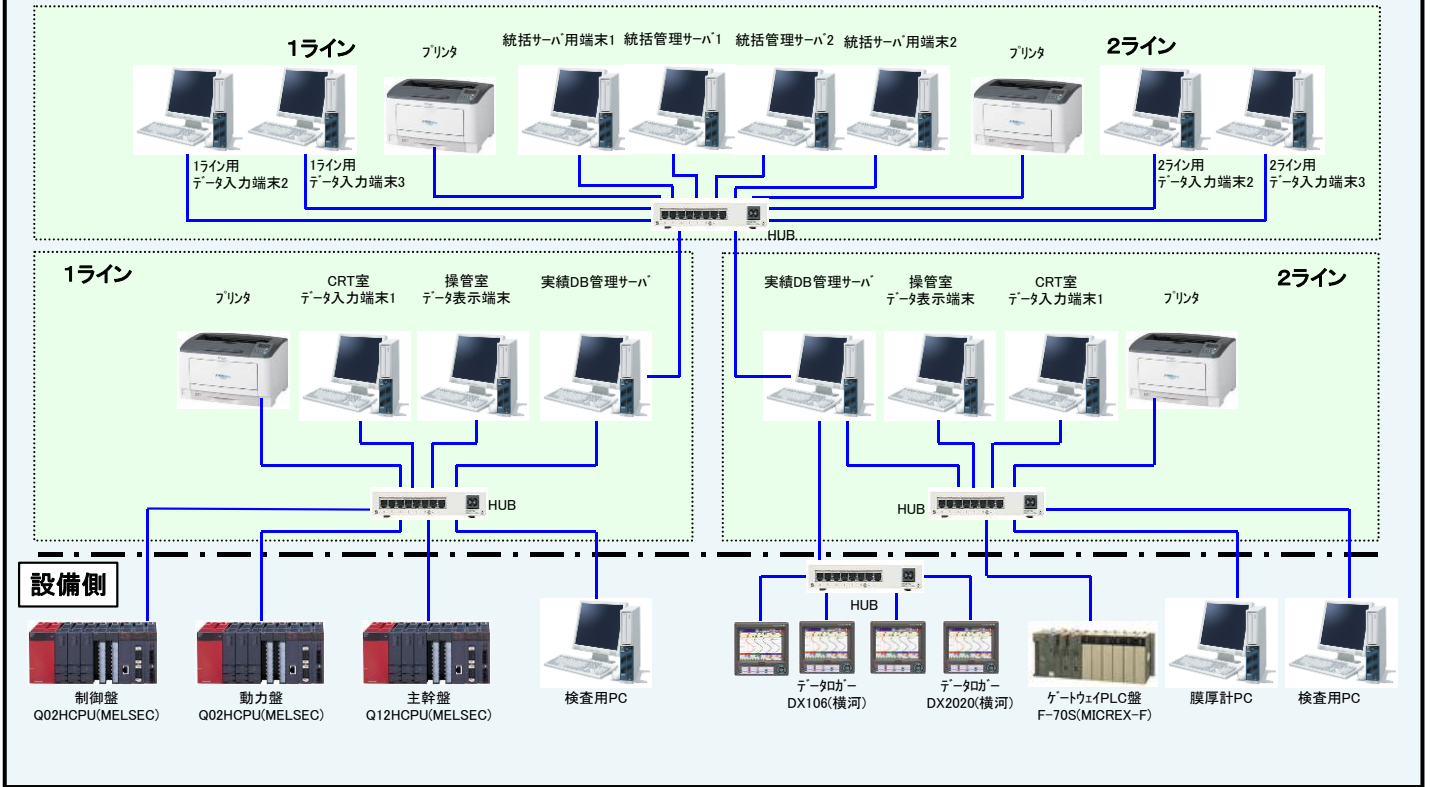 1ライン
プリンタ
統括サーバ用端末1
統括管理サーバ1
統括管理サーバ2
統括サーバ用端末2
プリンタ
2ライン
1ライン用
データ入力端末2
1ライン用
データ入力端末3
2ライン用
データ入力端末2
2ライン用
データ入力端末3
HUB
1ライン
プリンタ
CRT室
データ入力端末1
操管室
データ表示端末
実績DB管理サーバ
HUB
実績DB管理サーバ
操管室
データ表示端末
CRT室
データ入力端末1
プリンタ
2ライン
HUB
設備側
HUB
制御盤
Q02HCPU(MELSEC)
動力盤
Q02HCPU(MELSEC)
主幹盤
Q12HCPU(MELSEC)
検査用PC
データロガー
DX106(横河)
データロガー
DX2020(横河)
ゲートウェイPLC盤
F-70S(MICREX-F)
膜厚計PC
検査用PC